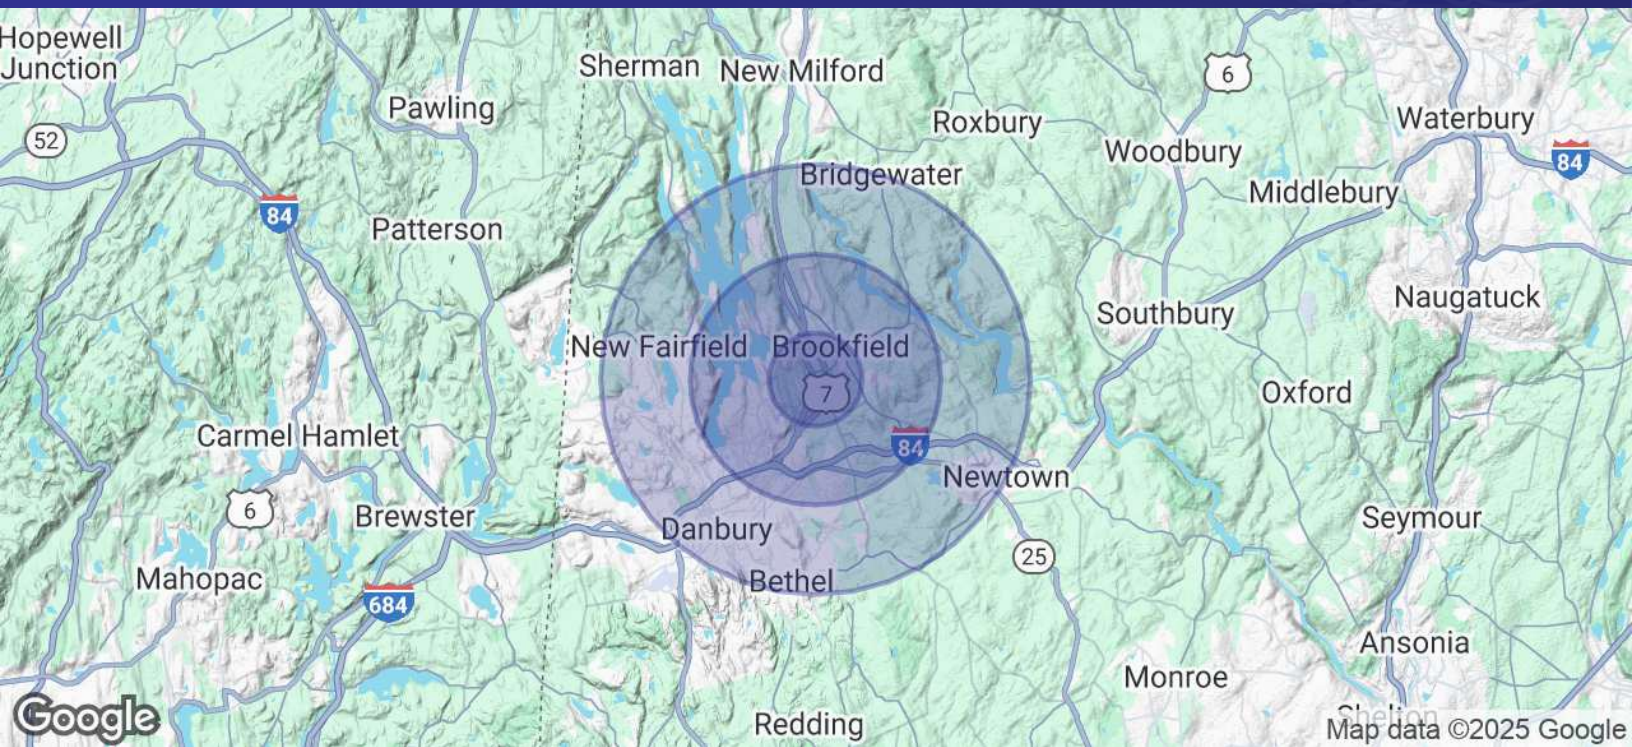 Hopewell
Junction
Sherman
New Milford
6
Pawling
Roxbury
Waterbury
52
Woodbury
84
Bridgewater
Middlebury
84
Patterson
Naugatuck
Southbury
New Fairfield
Brookfield
7
Oxford
Carmel Hamlet
84
Newtown
6
Brewster
Danbury
Seymour
25
Mahopac
Bethel
684
Ansonia
Monroe
Google
Redding
Shelton
Map data ©2025 Google